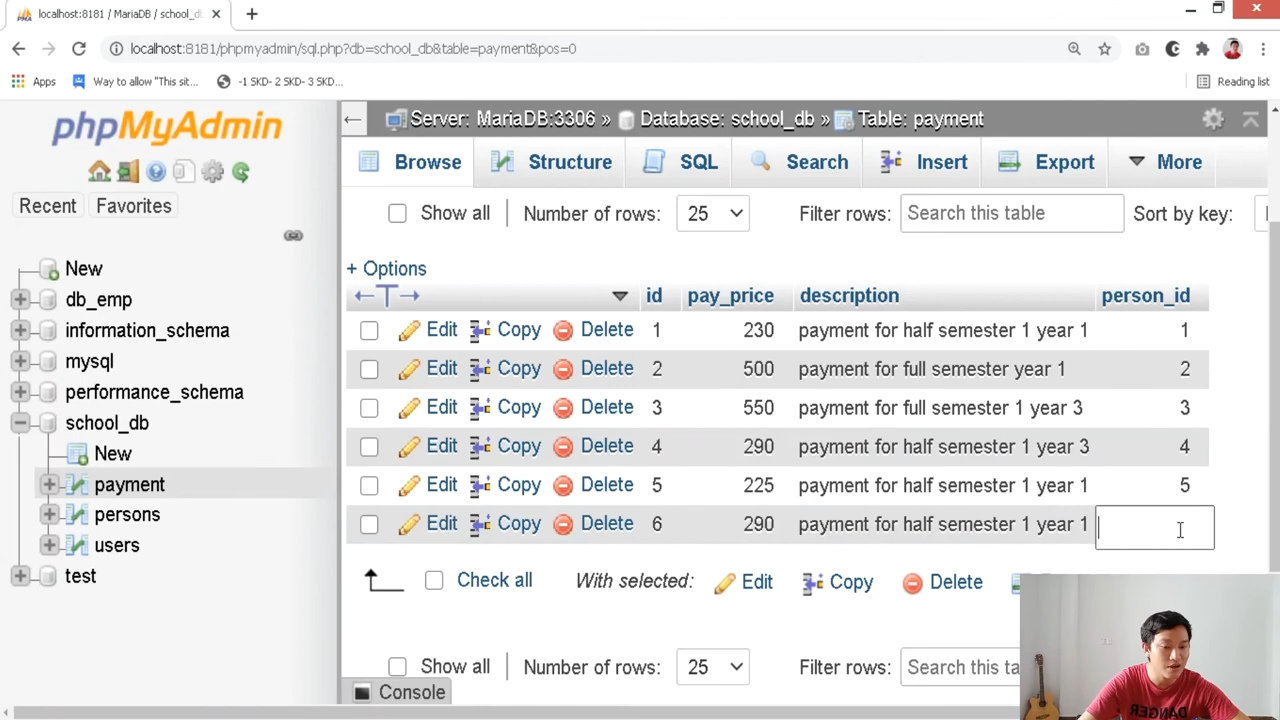 localhost:8181 / MariaDB / school_d
localhost:8181/phpmyadmin/sql.php?db=school_db&table=payment&pos=0
Apps Way to allow "This sit... -1 SKD- 2 SKD- 3 SKD... Reading list
phpMyAdmin
Recent Favorites
New
db_emp
information_schema
mysql
performance_schema
school_db
New
payment
persons
users
test
Server: MariaDB:3306 » Database: school_db » Table: payment
Browse Structure SQL Search Insert Export More
Show all Number of rows: 25 Filter rows: Search this table Sort by key:
+ Options
id pay_price description person_id
Edit Copy Delete 1 230 payment for half semester 1 year 1 1
Edit Copy Delete 2 500 payment for full semester year 1 2
Edit Copy Delete 3 550 payment for full semester 1 year 3 3
Edit Copy Delete 4 290 payment for half semester 1 year 3 4
Edit Copy Delete 5 225 payment for half semester 1 year 1 5
Edit Copy Delete 6 290 payment for half semester 1 year 1
Check all With selected: Edit Copy Delete
Show all Number of rows: 25 Filter rows: Search this ta
Console
DANGER